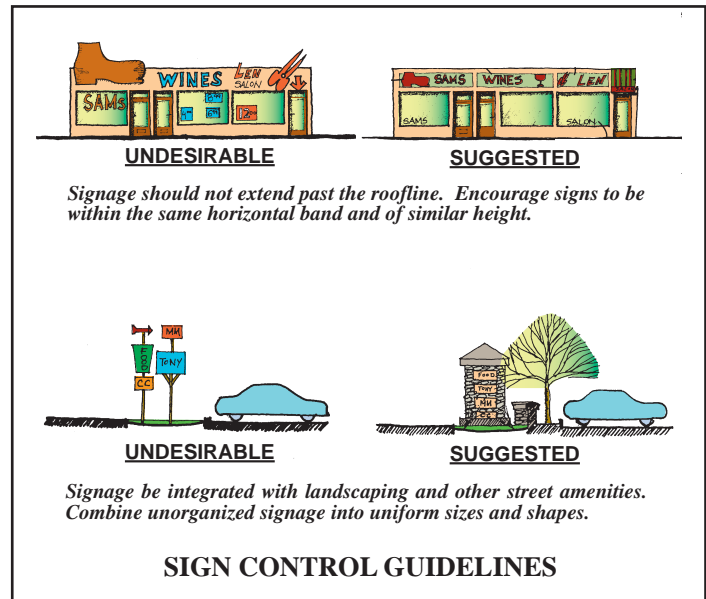 WINES LEN
SALON
SAMS
SAMS WINES LEN
SAMS SALON
UNDESIRABLE SUGGESTED
Signage should not extend past the roofline. Encourage signs to be
within the same horizontal band and of similar height.
MM
FOOD
TONY
CC
FOOD
TONY
MM
UNDESIRABLE SUGGESTED
Signage be integrated with landscaping and other street amenities.
Combine unorganized signage into uniform sizes and shapes.
SIGN CONTROL GUIDELINES